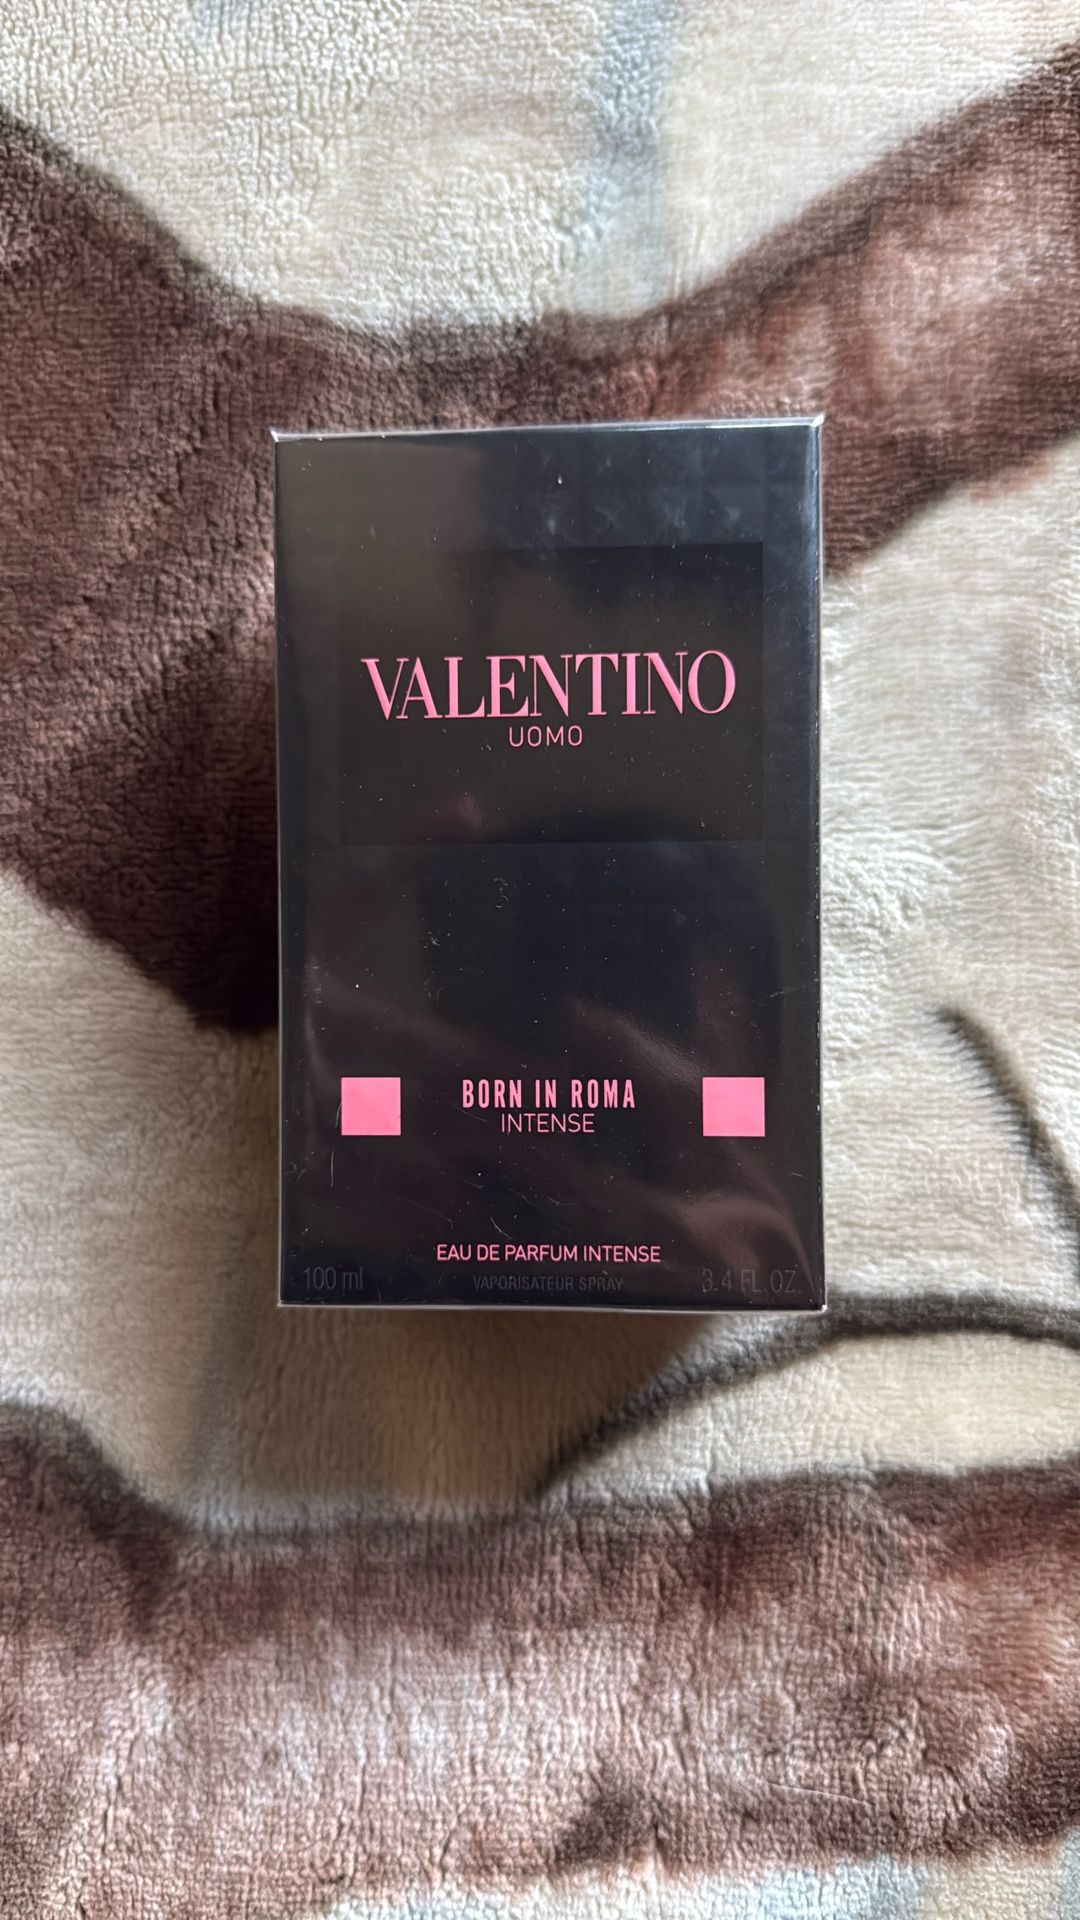 VALENTINO
UOMO
BORN IN ROMA
INTENSE
EAU DE PARFUM INTENSE
100 ml VAPORISATEUR SPRAY 3.4 FL.OZ.